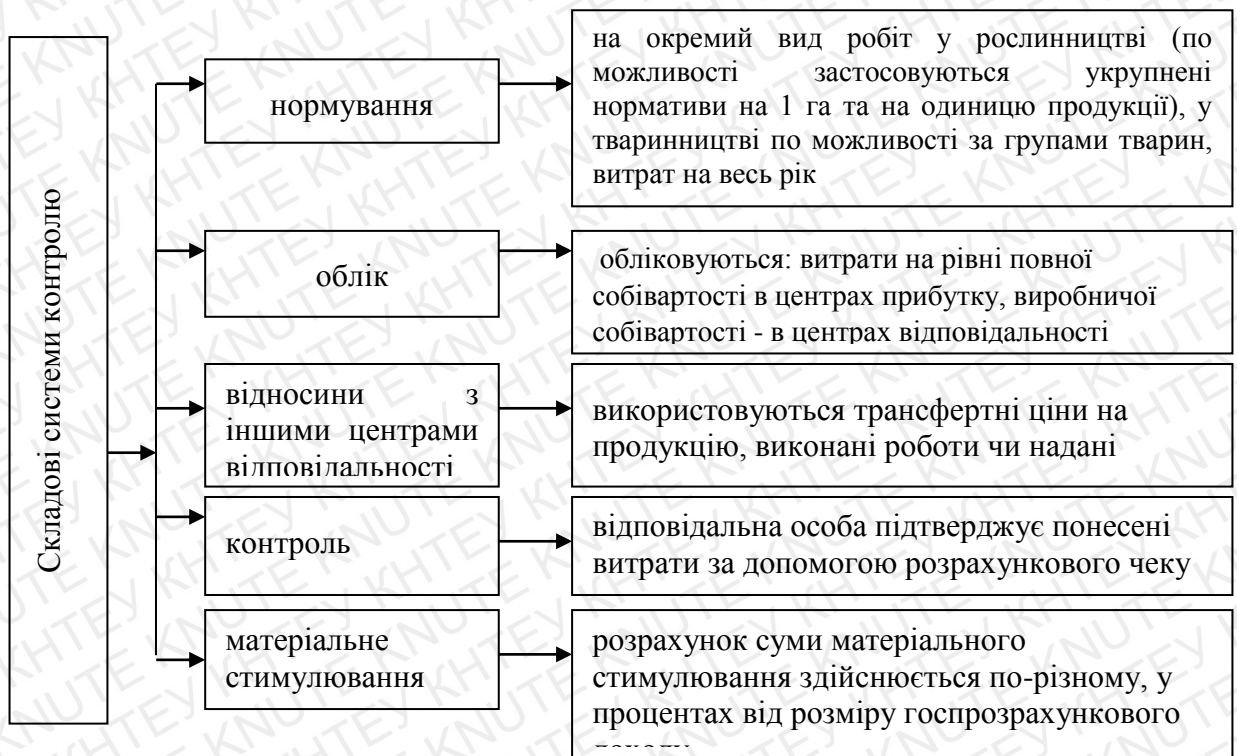 Складові системи контролю
нормування
на окремий вид робіт у рослинництві (по
можливості застосовуються укрупнені
нормативи на 1 га та на одиницю продукції), у
тваринництві по можливості за групами тварин,
витрат на весь рік
облік
обліковуються: витрати на рівні повної
собівартості в центрах прибутку, виробничої
собівартості - в центрах відповідальності
відносини з
іншими центрами
відповідальності
використовуються трансфертні ціни на
продукцію, виконані роботи чи надані
контроль
відповідальна особа підтверджує понесені
витрати за допомогою розрахункового чеку
матеріальне
стимулювання
розрахунок суми матеріального
стимулювання здійснюється по-різному, у
процентах від розміру госпрозрахункового